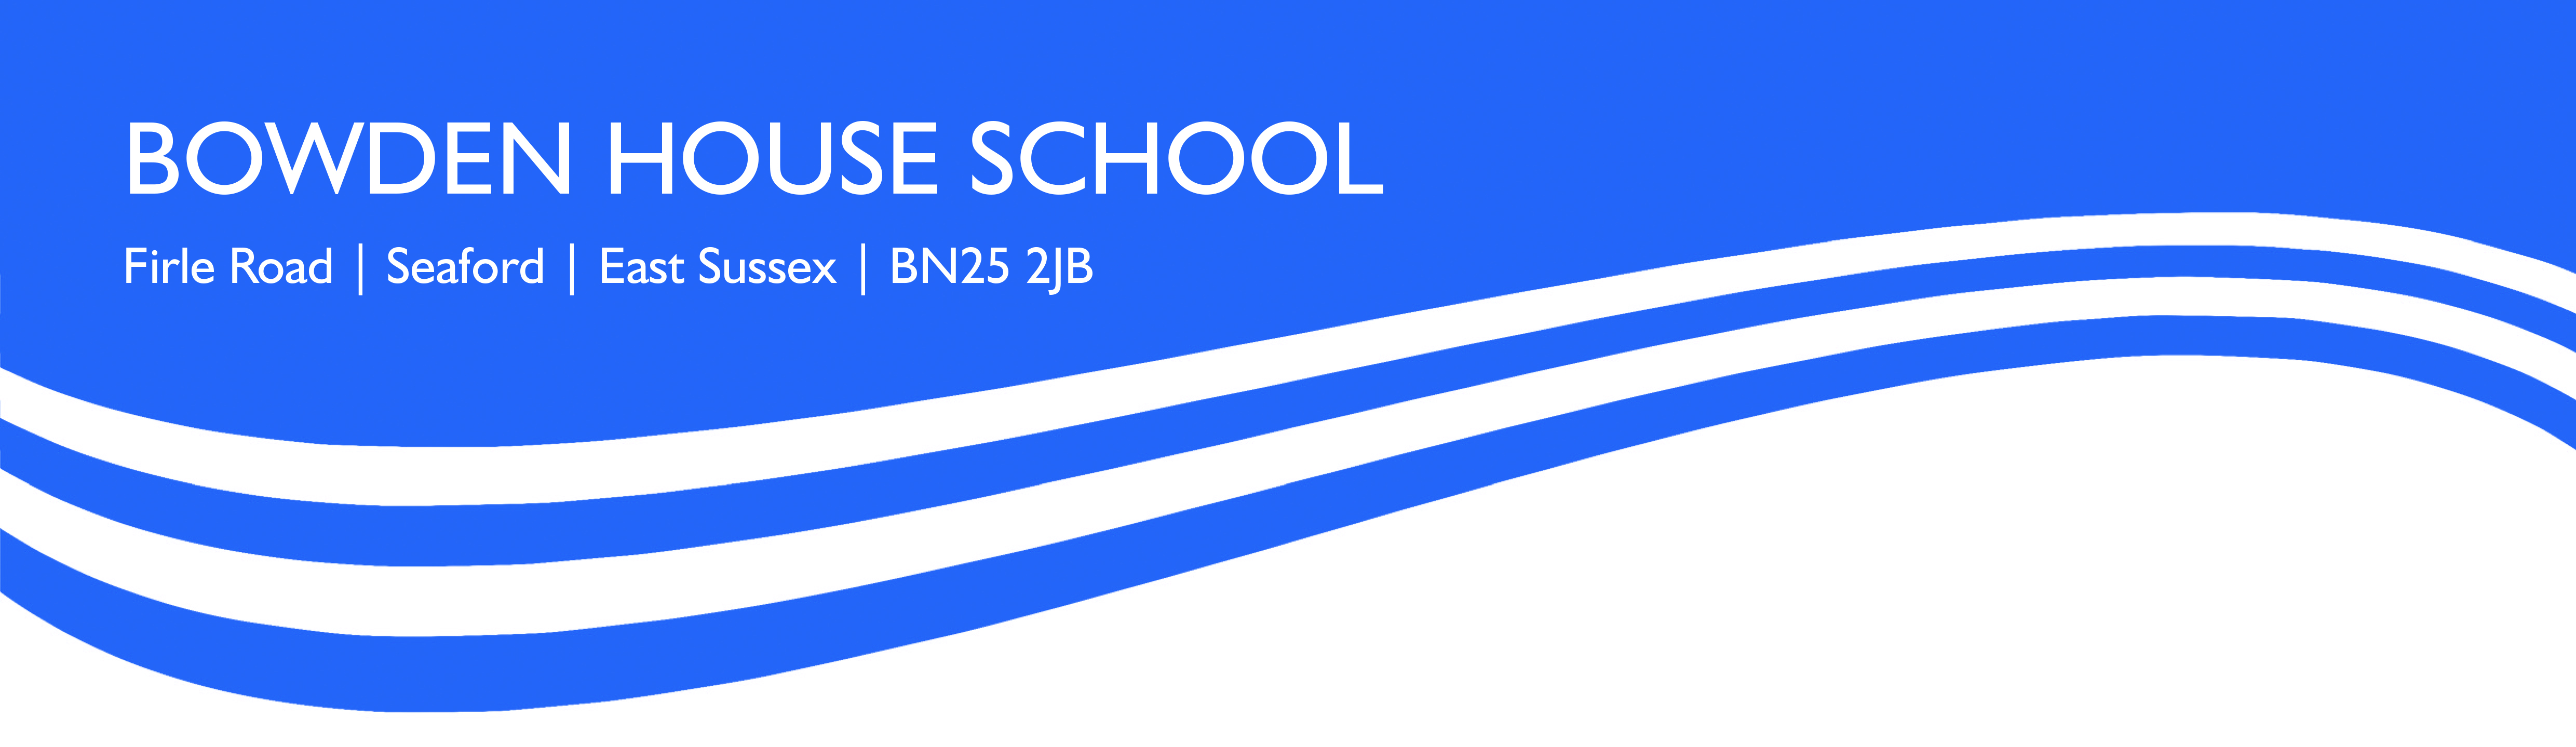 BOWDEN HOUSE SCHOOL
Firle Road | Seaford | East Sussex | BN25 2JB